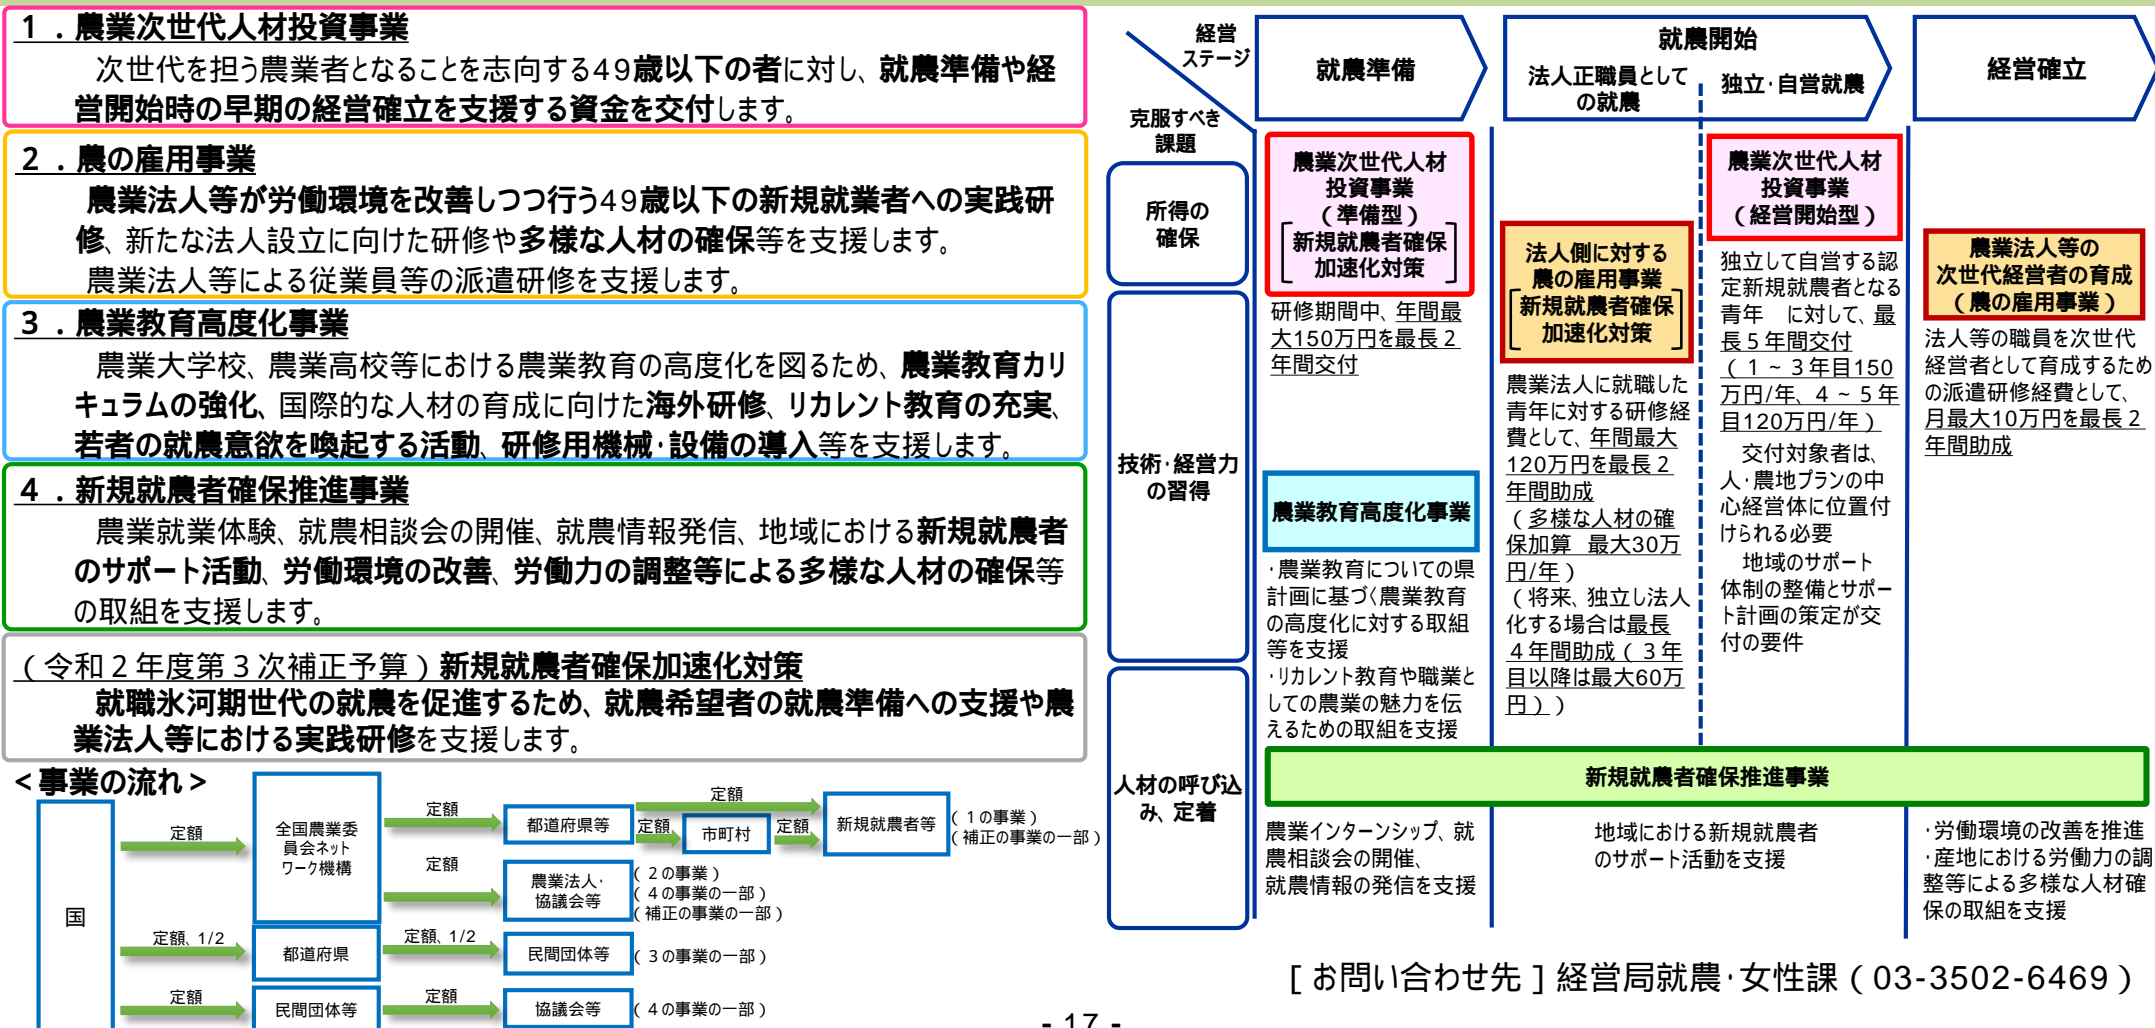 １．農業次世代人材投資事業
次世代を担う農業者となることを志向する49歳以下の者に対し、就農準備や経
営開始時の早期の経営確立を支援する資金を交付します。
２．農の雇用事業
農業法人等が労働環境を改善しつつ行う49歳以下の新規就業者への実践研
修、新たな法人設立に向けた研修や多様な人材の確保等を支援します。
農業法人等による従業員等の派遣研修を支援します。
３．農業教育高度化事業
農業大学校、農業高校等における農業教育の高度化を図るため、農業教育カリ
キュラムの強化、国際的な人材の育成に向けた海外研修、リカレント教育の充実、
若者の就農意欲を喚起する活動、研修用機械・設備の導入等を支援します。
４．新規就農者確保推進事業
農業就業体験、就農相談会の開催、就農情報発信、地域における新規就農者
のサポート活動、労働環境の改善、労働力の調整等による多様な人材の確保等
の取組を支援します。
（令和２年度第３次補正予算）新規就農者確保加速化対策
就職氷河期世代の就農を促進するため、就農希望者の就農準備への支援や農
業法人等における実践研修を支援します。
＜事業の流れ＞
国
定額
全国農業委
員会ネット
ワーク機構
定額
都道府県等
定額
定額
市町村
定額
新規就農者等
（１の事業）
（補正の事業の一部）
定額
農業法人・
協議会等
（２の事業）
（４の事業の一部）
（補正の事業の一部）
定額、1/2
都道府県
定額、1/2
民間団体等
（３の事業の一部）
定額
民間団体等
定額
協議会等
（４の事業の一部）
経営
ステージ
克服すべき
課題
就農準備
就農開始
法人正職員として
の就農
独立・自営就農
経営確立
所得の
確保
技術・経営力
の習得
人材の呼び込
み、定着
農業次世代人材
投資事業
（準備型）
新規就農者確保
加速化対策
研修期間中、年間最
大150万円を最長２
年間交付
農業教育高度化事業
・農業教育についての県
計画に基づく農業教育
の高度化に対する取組
等を支援
・リカレント教育や職業と
しての農業の魅力を伝
えるための取組を支援
法人側に対する
農の雇用事業
新規就農者確保
加速化対策
農業法人に就職した
青年に対する研修経
費として、年間最大
120万円を最長２
年間助成
（多様な人材の確
保加算　最大30万
円/年）
（将来、独立し法人
化する場合は最長
４年間助成（３年
目以降は最大60万
円））
農業次世代人材
投資事業
（経営開始型）
独立して自営する認
定新規就農者となる
青年　に対して、最
長５年間交付
（１～３年目150
万円/年、４～５年
目120万円/年）
交付対象者は、
人・農地プランの中
心経営体に位置付
けられる必要
地域のサポート
体制の整備とサポー
ト計画の策定が交
付の要件
農業法人等の
次世代経営者の育成
（農の雇用事業）
法人等の職員を次世代
経営者として育成するため
の派遣研修経費として、
月最大10万円を最長２
年間助成
新規就農者確保推進事業
農業インターンシップ、就
農相談会の開催、
就農情報の発信を支援
地域における新規就農者
のサポート活動を支援
・労働環境の改善を推進
・産地における労働力の調
整等による多様な人材確
保の取組を支援
［お問い合わせ先］経営局就農・女性課（03-3502-6469）
- 17 -